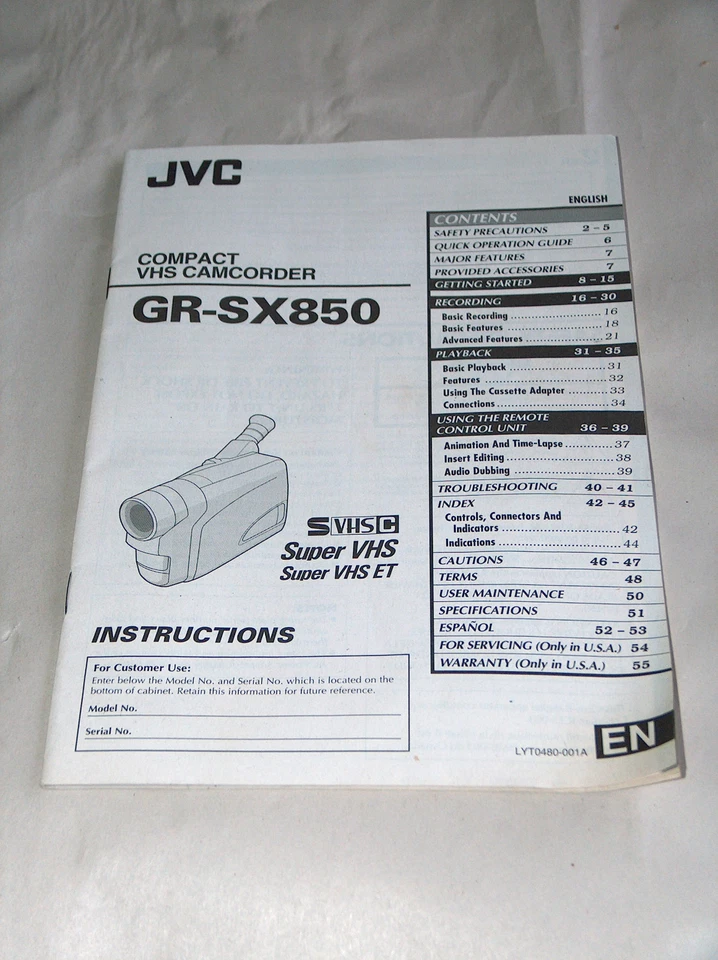 JVC
COMPACT
VHS CAMCORDER
GR-SX850
S VHS C
Super VHS
Super VHS ET
INSTRUCTIONS
For Customer Use:
Enter below the Model No. and Serial No. which is located on the
bottom of cabinet. Retain this information for future reference.
Model No.
Serial No.
ENGLISH
CONTENTS
SAFETY PRECAUTIONS 2 – 5
QUICK OPERATION GUIDE 6
MAJOR FEATURES 7
PROVIDED ACCESSORIES 7
GETTING STARTED 8 – 15
RECORDING 16 – 30
Basic Recording ........................ 16
Basic Features ........................ 18
Advanced Features .................... 21
PLAYBACK 31 – 35
Basic Playback ........................ 31
Features ........................ 32
Using The Cassette Adapter ........... 33
Connections ........................ 34
USING THE REMOTE
CONTROL UNIT 36 – 39
Animation And Time-Lapse ............ 37
Insert Editing ........................ 38
Audio Dubbing ........................ 39
TROUBLESHOOTING 40 – 41
INDEX 42 – 45
Controls, Connectors And
Indicators ........................ 42
Indications ........................ 44
CAUTIONS 46 – 47
TERMS 48
USER MAINTENANCE 50
SPECIFICATIONS 51
ESPAÑOL 52 – 53
FOR SERVICING (Only in U.S.A.) 54
WARRANTY (Only in U.S.A.) 55
LYT0480-001A
EN